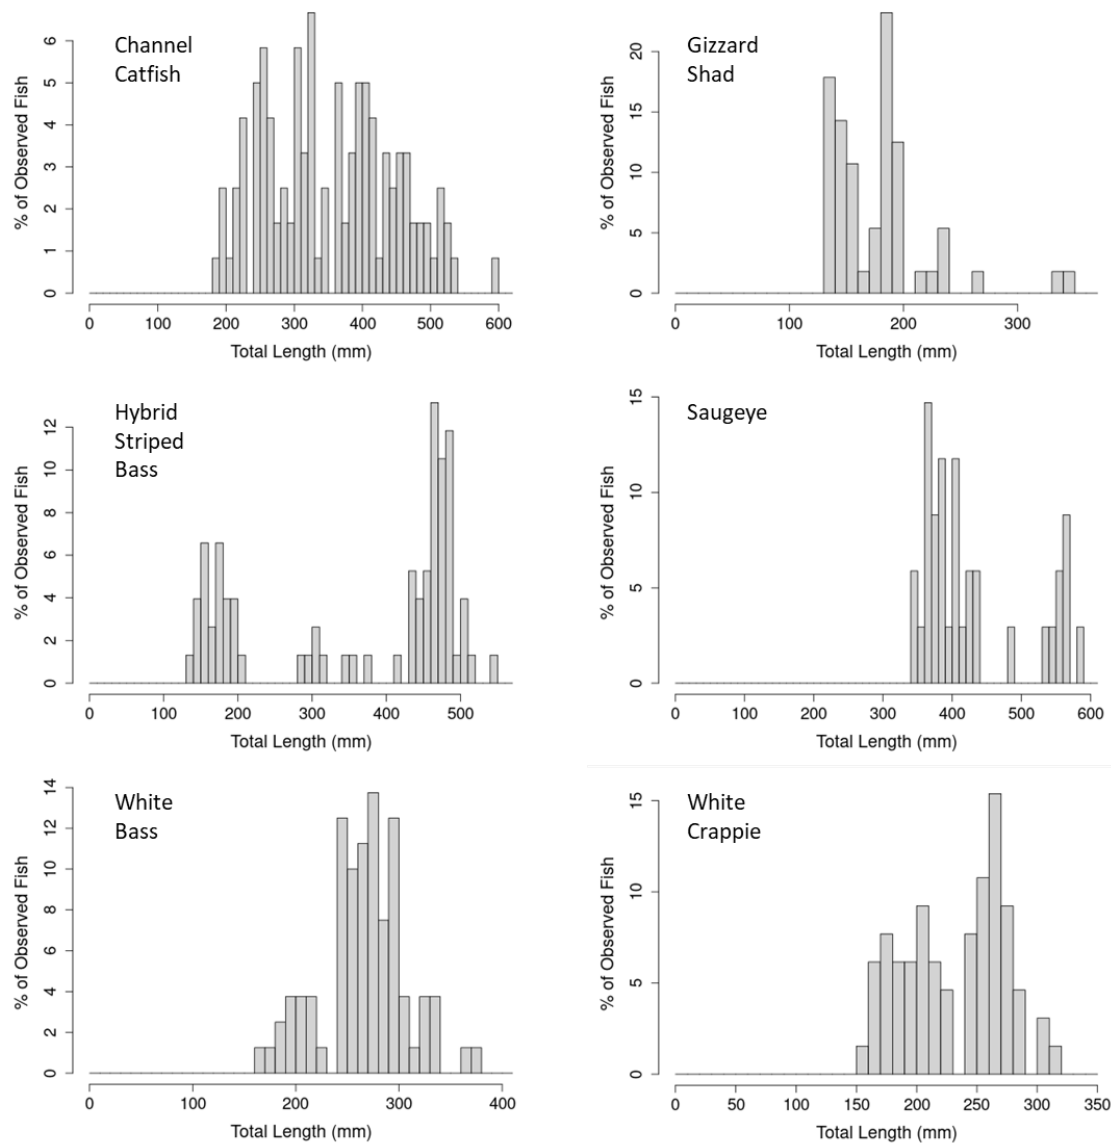 Channel
Catfish
% of Observed Fish
0 1 2 3 4 5 6
0 100 200 300 400 500 600
Total Length (mm)
Gizzard
Shad
% of Observed Fish
0 5 10 15 20
0 100 200 300
Total Length (mm)
Hybrid
Striped
Bass
% of Observed Fish
0 2 4 6 8 10 12
0 100 200 300 400 500
Total Length (mm)
Saugeye
% of Observed Fish
0 5 10 15
0 100 200 300 400 500 600
Total Length (mm)
White
Bass
% of Observed Fish
0 2 4 6 8 10 12 14
0 100 200 300 400
Total Length (mm)
White
Crappie
% of Observed Fish
0 5 10 15
0 50 100 150 200 250 300 350
Total Length (mm)